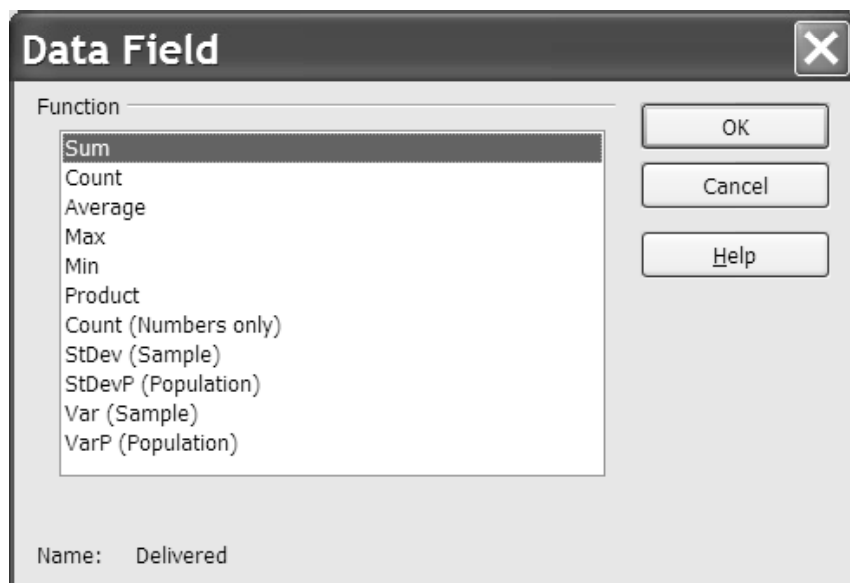 Data Field
Function
Sum
Count
Average
Max
Min
Product
Count (Numbers only)
StDev (Sample)
StDevP (Population)
Var (Sample)
VarP (Population)
OK
Cancel
Help
Name: Delivered